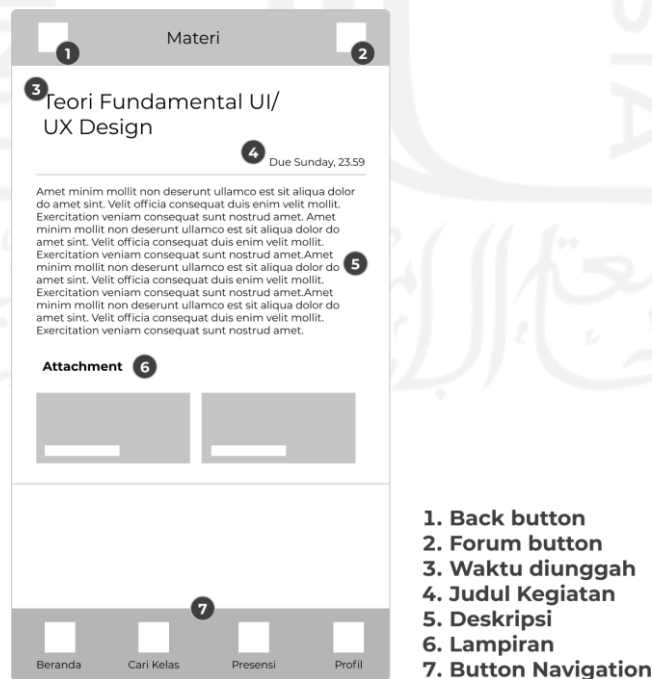 Materi
1
2
3
Teori Fundamental UI/
UX Design
4
Due Sunday, 23.59
Amet minim mollit non deserunt ullamco est sit aliqua dolor
do amet sint. Velit officia consequat duis enim velit mollit.
Exercitation veniam consequat sunt nostrud amet. Amet
minim mollit non deserunt ullamco est sit aliqua dolor do
amet sint. Velit officia consequat duis enim velit mollit.
Exercitation veniam consequat sunt nostrud amet.Amet
minim mollit non deserunt ullamco est sit aliqua dolor do
5
amet sint. Velit officia consequat duis enim velit mollit.
Exercitation veniam consequat sunt nostrud amet.Amet
minim mollit non deserunt ullamco est sit aliqua dolor do
amet sint. Velit officia consequat duis enim velit mollit.
Exercitation veniam consequat sunt nostrud amet.
Attachment 6
7
Beranda Cari Kelas Presensi Profil
1. Back button
2. Forum button
3. Waktu diunggah
4. Judul Kegiatan
5. Deskripsi
6. Lampiran
7. Button Navigation